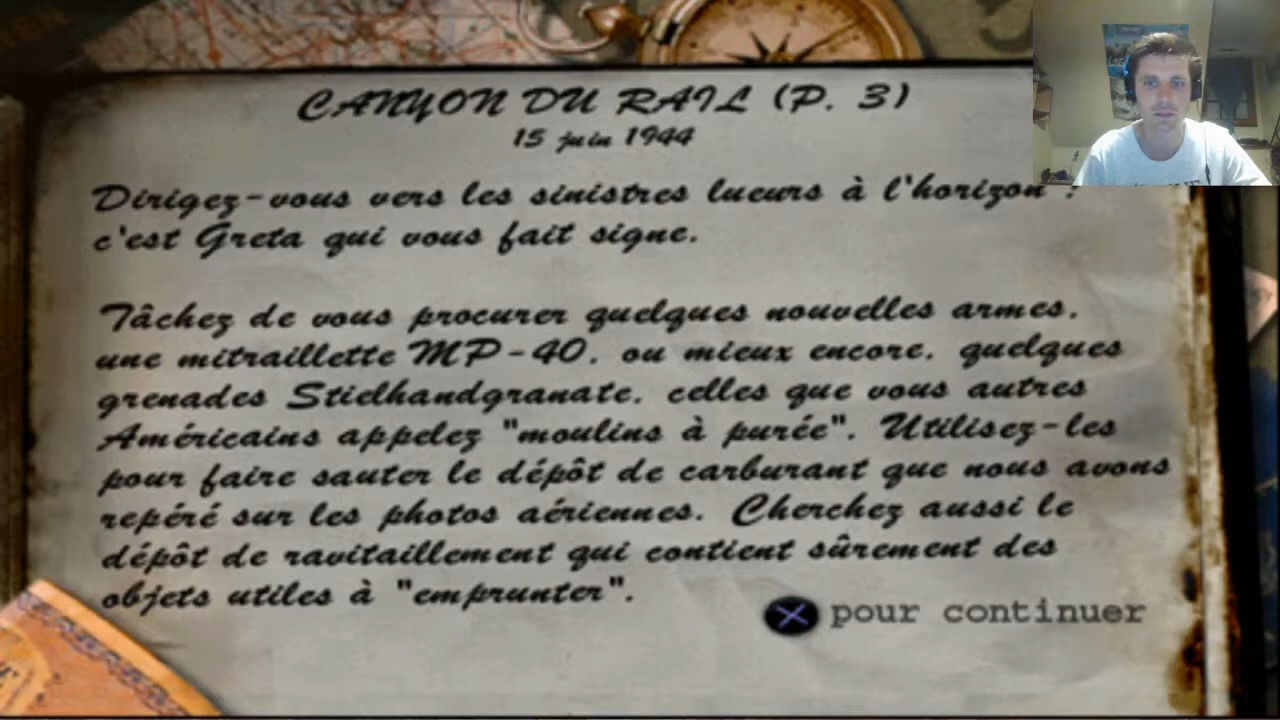 CANYON DU RAIL (P. 3)
15 juin 1944
Dirigez-vous vers les sinistres lueurs à l'horizon :
c'est Greta qui vous fait signe.
Tâchez de vous procurer quelques nouvelles armes,
une mitraillette MP-40, ou mieux encore, quelques
grenades Stielhandgranate, celles que vous autres
Américains appelez "moulins à purée". Utilisez-les
pour faire sauter le dépôt de carburant que nous avons
repéré sur les photos aériennes. Cherchez aussi le
dépôt de ravitaillement qui contient sûrement des
objets utiles à "emprunter".
pour continuer